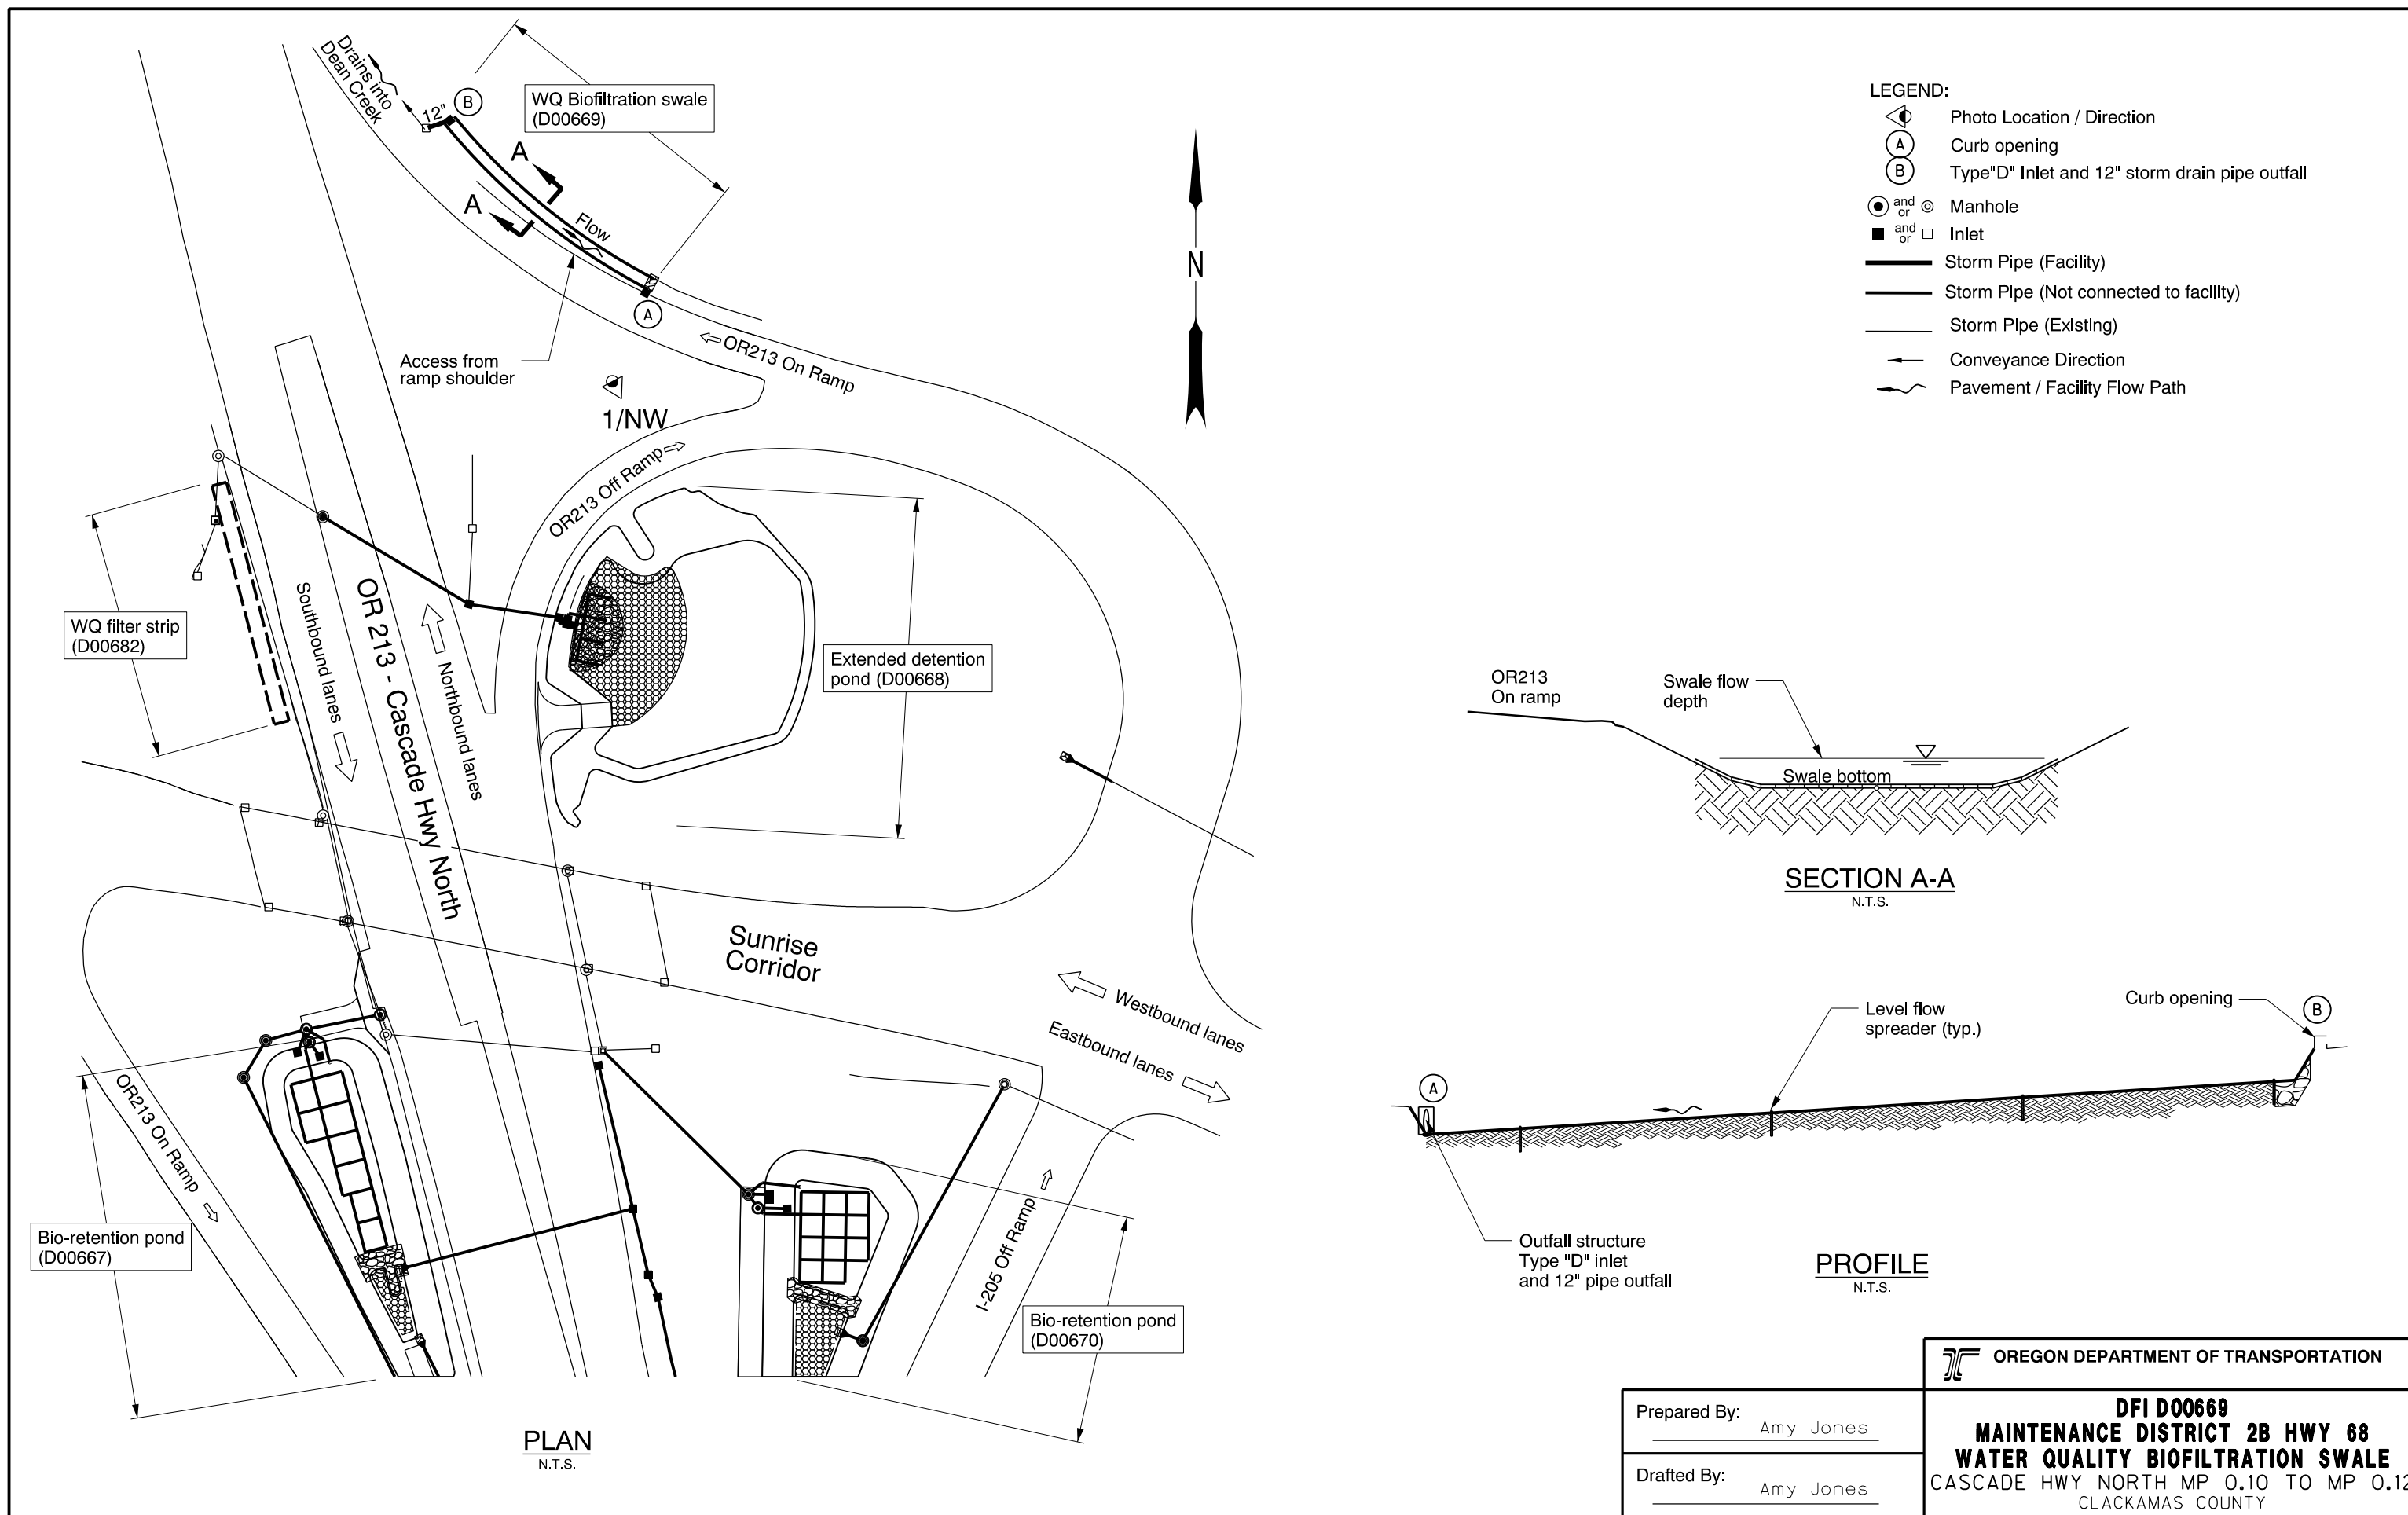 Drains into
Dean Creek
12"
B
WQ Biofiltration swale
(D00669)
A
A
Flow
A
OR213 On Ramp
Access from
ramp shoulder
1/NW
OR213 Off Ramp
N
WQ filter strip
(D00682)
Southbound lanes
OR 213 - Cascade Hwy North
Northbound lanes
Extended detention
pond (D00668)
Sunrise
Corridor
Westbound lanes
Eastbound lanes
OR213 On Ramp
Bio-retention pond
(D00667)
I-205 Off Ramp
Bio-retention pond
(D00670)
PLAN
N.T.S.
LEGEND:
Photo Location / Direction
A Curb opening
B Type"D" Inlet and 12" storm drain pipe outfall
and
or
Manhole
and
or
Inlet
Storm Pipe (Facility)
Storm Pipe (Not connected to facility)
Storm Pipe (Existing)
Conveyance Direction
Pavement / Facility Flow Path
OR213
On ramp
Swale flow
depth
Swale bottom
SECTION A-A
N.T.S.
Level flow
spreader (typ.)
Curb opening
B
A
Outfall structure
Type "D" inlet
and 12" pipe outfall
PROFILE
N.T.S.
OREGON DEPARTMENT OF TRANSPORTATION
Prepared By: Amy Jones
Drafted By: Amy Jones
DFI D00669
MAINTENANCE DISTRICT 2B HWY 68
WATER QUALITY BIOFILTRATION SWALE
CASCADE HWY NORTH MP 0.10 TO MP 0.12
CLACKAMAS COUNTY